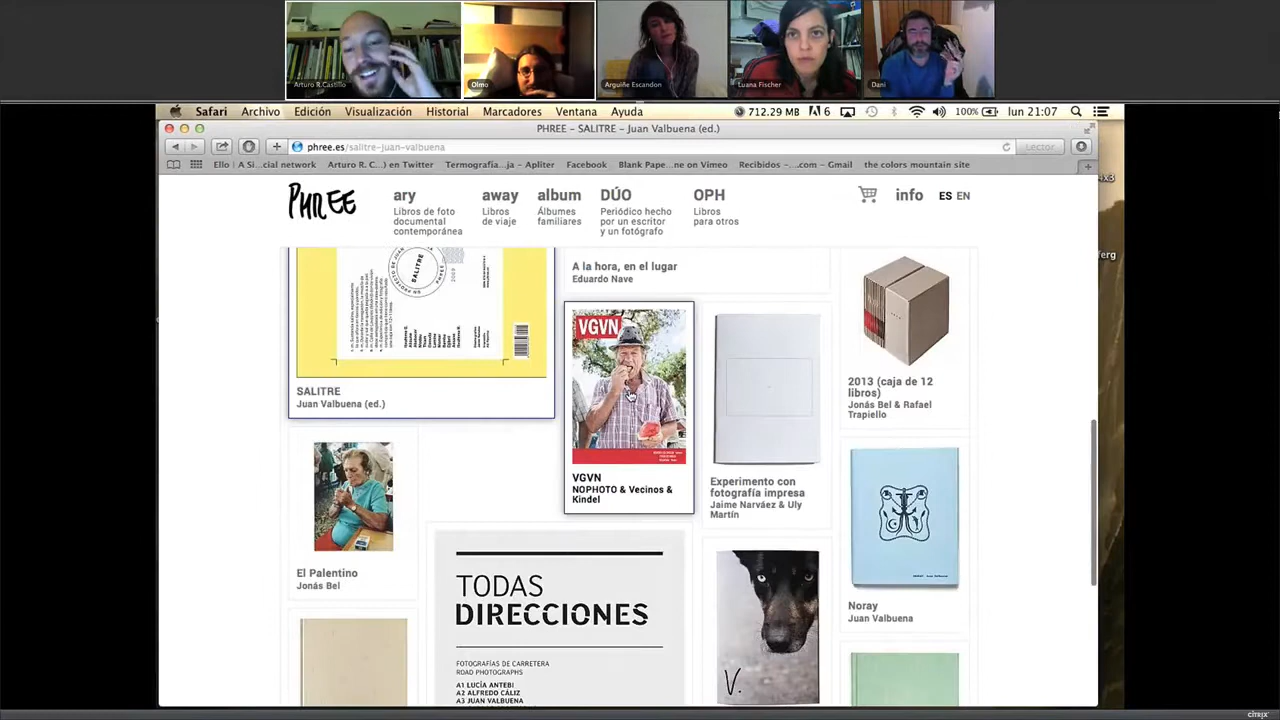 Arturo R.Castillo
Olmo
Arguiñe Escandon
Luana Fischer
Dani
Safari Archivo Edición Visualización Historial Marcadores Ventana Ayuda
712.29 MB
6
100%
lun 21:07
PHREE – SALITRE – Juan Valbuena (ed.)
phree.es/salitre-juan-valbuena
Lector
Ello | A Si...cial network
Arturo R. C...) en Twitter
Termografía...ja - Apliter
Facebook
Blank Pape...ne on Vimeo
Recibidos -....com - Gmail
the colors mountain site
PHREE
ary
Libros de foto
documental
contemporánea
away
Libros
de viaje
album
Álbumes
familiares
DÚO
Periódico hecho
por un escritor
y un fotógrafo
OPH
Libros
para otros
info
ES EN
4x3
ferg
SALITRE
2009
SALITRE
Juan Valbuena (ed.)
A la hora, en el lugar
Eduardo Nave
VGVN
VGVN
NOPHOTO & Vecinos &
Kindel
Experimento con
fotografía impresa
Jaime Narváez & Uly
Martín
2013 (caja de 12
libros)
Jonás Bel & Rafael
Trapiello
El Palentino
Jonás Bel
TODAS
DIRECCIONES
FOTOGRAFÍAS DE CARRETERA
ROAD PHOTOGRAPHS
A1 LUCÍA ANTEBI
A2 ALFREDO CÁLIZ
A3 JUAN VALBUENA
V.
Noray
Juan Valbuena
CITRIX